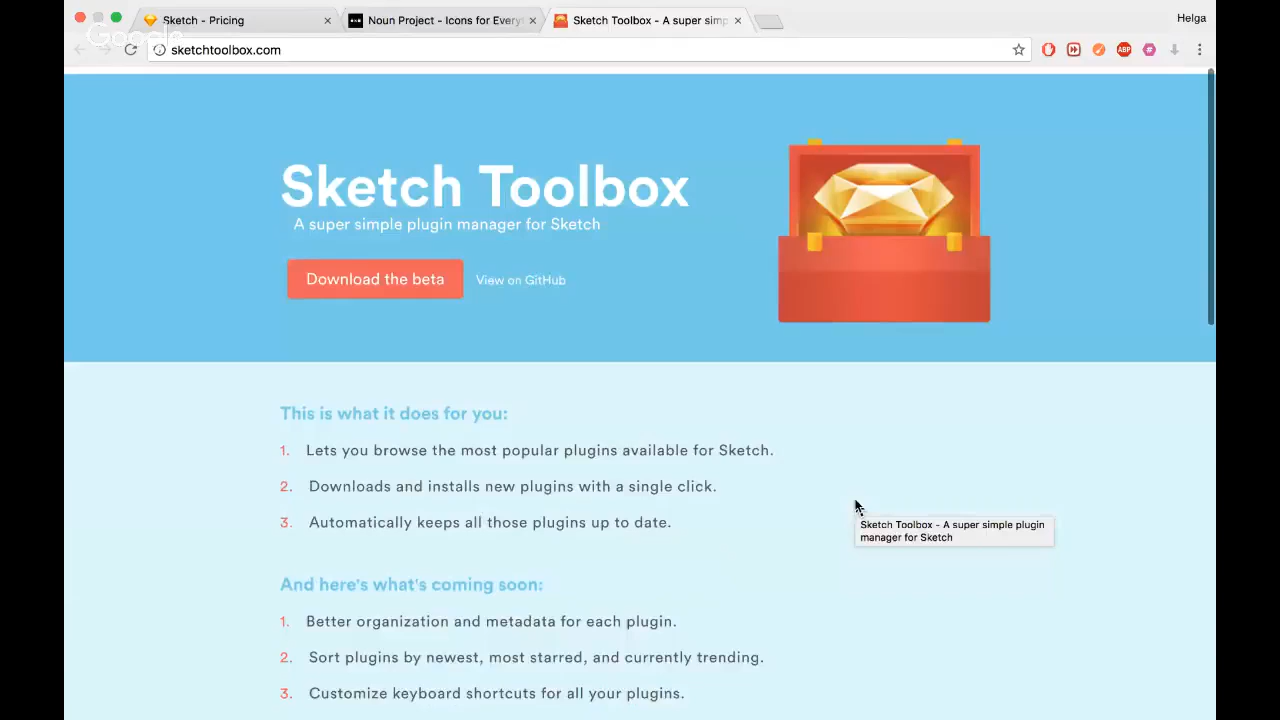 Sketch - Pricing
Noun Project - Icons for Every
Sketch Toolbox - A super simp
Helga
Google
sketchtoolbox.com
ABP
#
Sketch Toolbox
A super simple plugin manager for Sketch
Download the beta
View on GitHub
This is what it does for you:
1. Lets you browse the most popular plugins available for Sketch.
2. Downloads and installs new plugins with a single click.
3. Automatically keeps all those plugins up to date.
Sketch Toolbox - A super simple plugin
manager for Sketch
And here's what's coming soon:
1. Better organization and metadata for each plugin.
2. Sort plugins by newest, most starred, and currently trending.
3. Customize keyboard shortcuts for all your plugins.